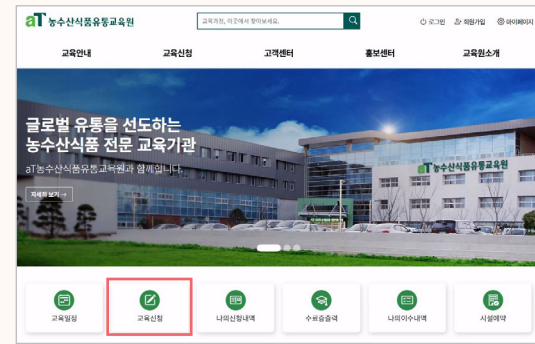 aT 농수산식품유통교육원
교육과정, 이곳에서 찾아보세요.
로그인 회원가입 마이페이지
교육안내 교육신청 고객센터 홍보센터 교육원소개
글로벌 유통을 선도하는
농수산식품 전문 교육기관
aT농수산식품유통교육원과 함께합니다.
자세히 보기 →
aT 농수산식품유통교육원
교육일정 교육신청 나의신청내역 수료증출력 나의이수내역 시설예약